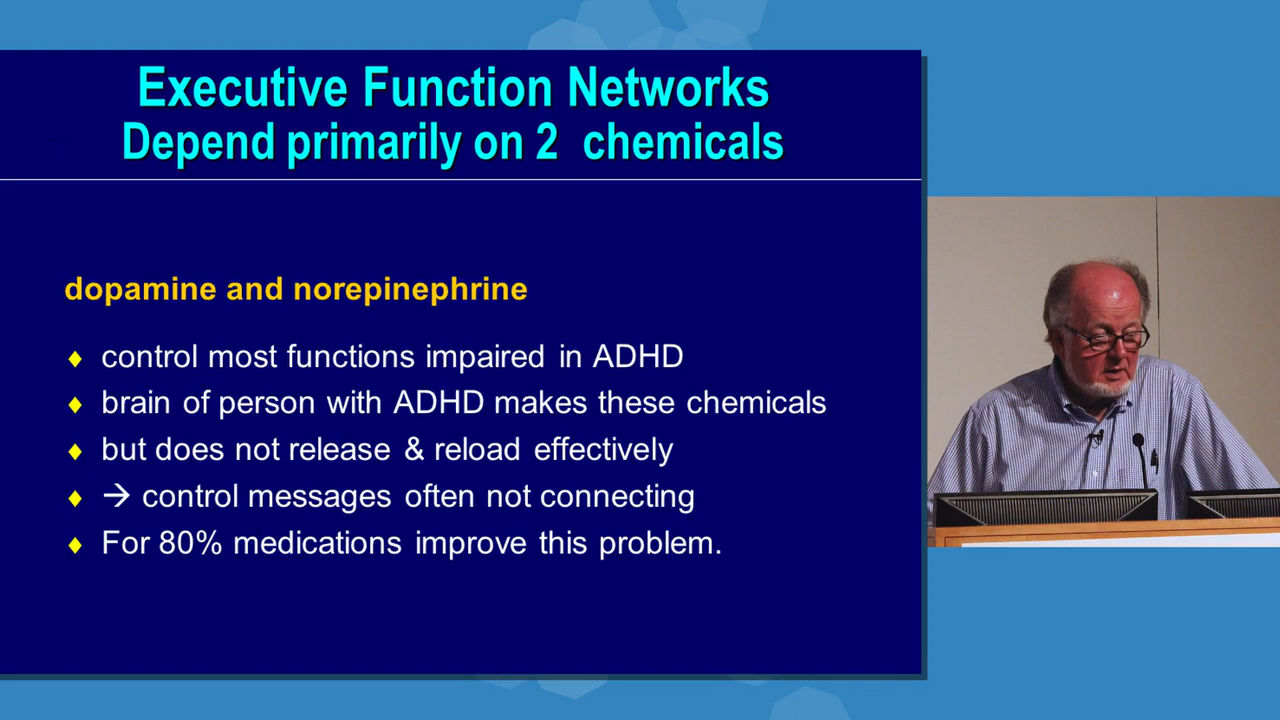 Executive Function Networks
Depend primarily on 2 chemicals
dopamine and norepinephrine
♦ control most functions impaired in ADHD
♦ brain of person with ADHD makes these chemicals
♦ but does not release & reload effectively
♦ → control messages often not connecting
♦ For 80% medications improve this problem.